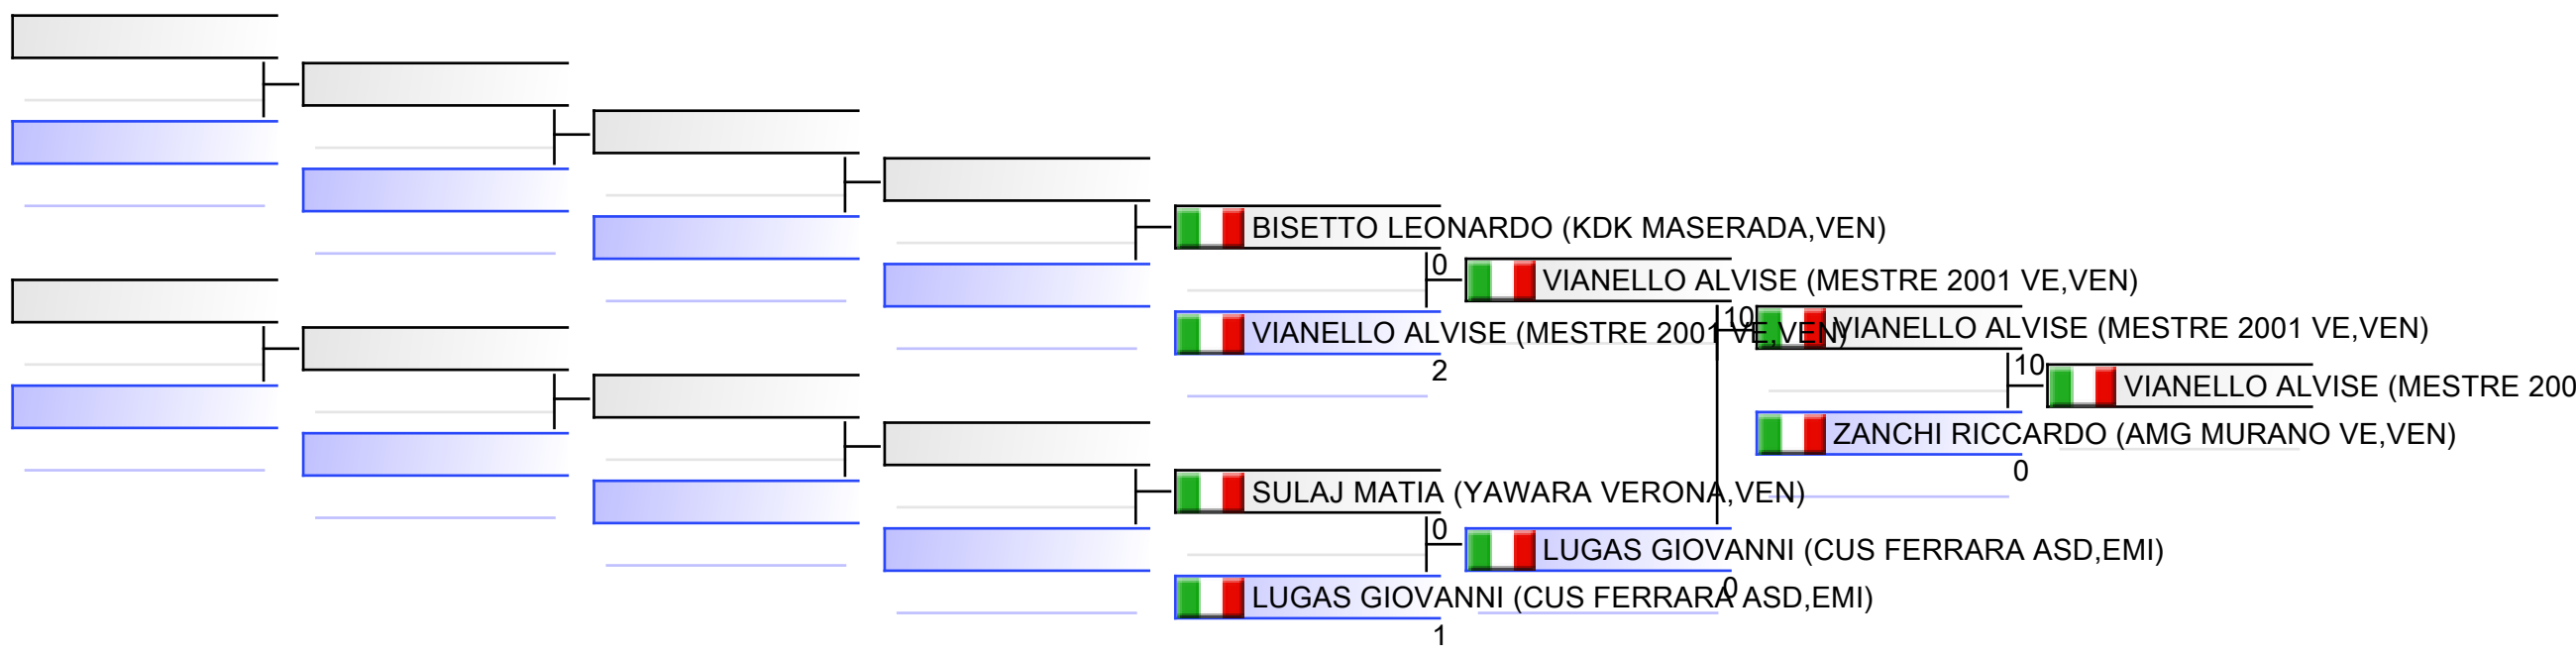 BISETTO LEONARDO (KDK MASERADA,VEN)
0
VIANELLO ALVISE (MESTRE 2001 VE,VEN)
VIANELLO ALVISE (MESTRE 2001 VE,VEN)
2
10
VIANELLO ALVISE (MESTRE 2001 VE,VEN)
10
VIANELLO ALVISE (MESTRE 200
ZANCHI RICCARDO (AMG MURANO VE,VEN)
0
SULAJ MATIA (YAWARA VERONA,VEN)
0
LUGAS GIOVANNI (CUS FERRARA ASD,EMI)
0
LUGAS GIOVANNI (CUS FERRARA ASD,EMI)
1